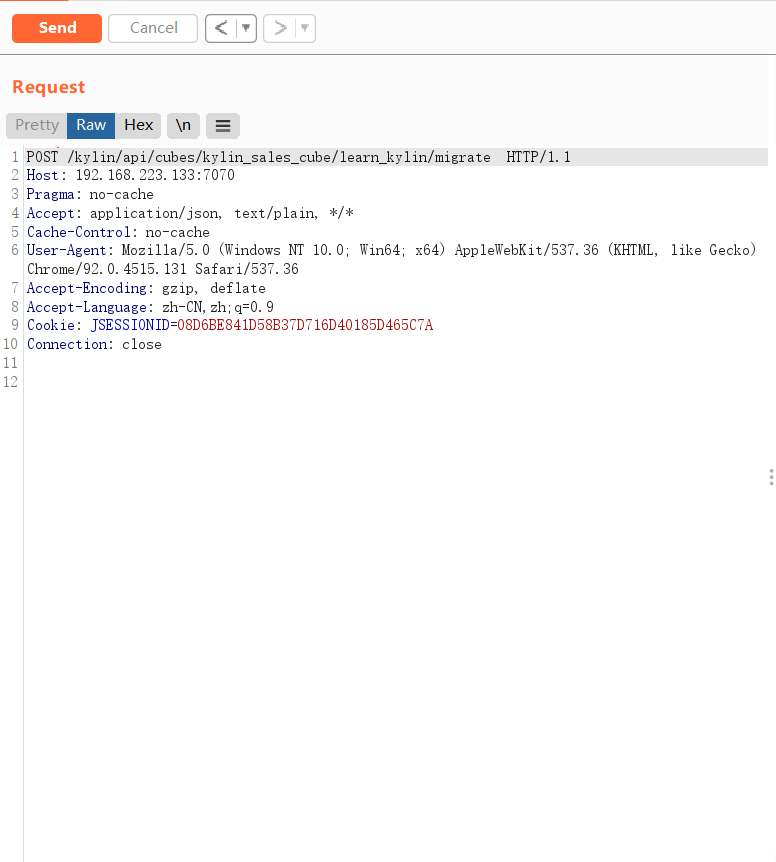 Send Cancel < ▼ > ▼
Request
Pretty Raw Hex \n ☰
1 POST /kylin/api/cubes/kylin_sales_cube/learn_kylin/migrate  HTTP/1.1
2 Host: 192.168.223.133:7070
3 Pragma: no-cache
4 Accept: application/json, text/plain, */*
5 Cache-Control: no-cache
6 User-Agent: Mozilla/5.0 (Windows NT 10.0; Win64; x64) AppleWebKit/537.36 (KHTML, like Gecko)
Chrome/92.0.4515.131 Safari/537.36
7 Accept-Encoding: gzip, deflate
8 Accept-Language: zh-CN,zh;q=0.9
9 Cookie: JSESSIONID=08D6BE841D58B37D716D40185D465C7A
10 Connection: close
11
12